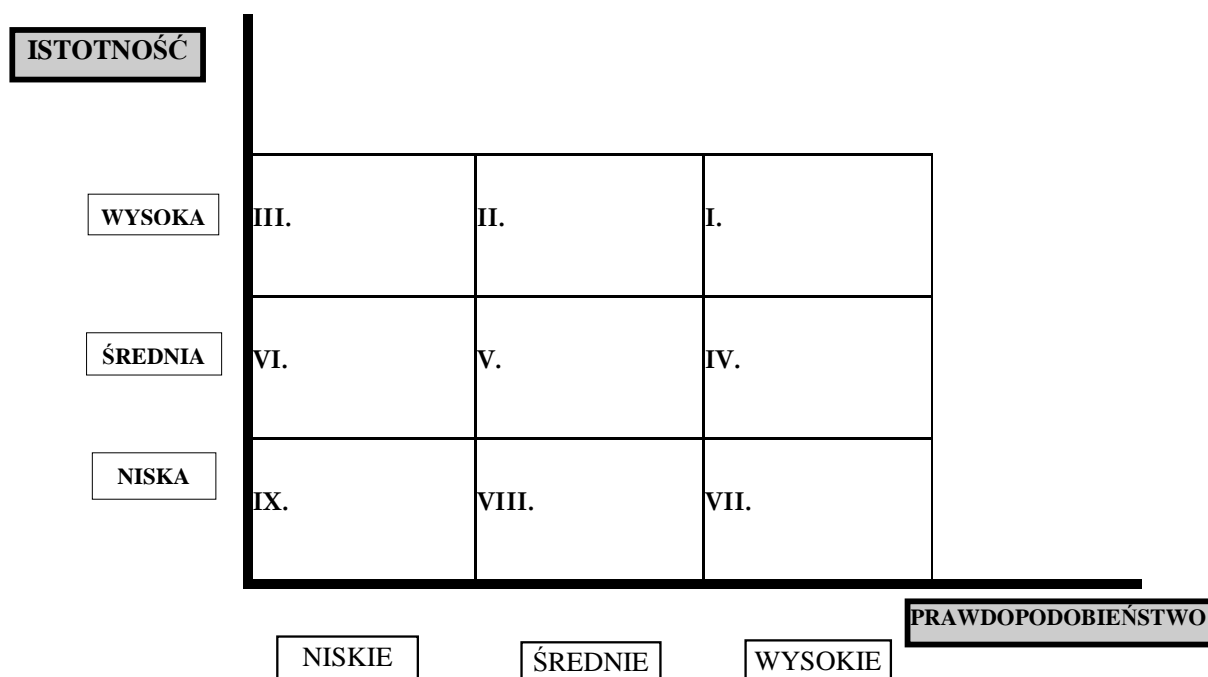 ISTOTNOŚĆ
WYSOKA
III.
II.
I.
ŚREDNIA
VI.
V.
IV.
NISKA
IX.
VIII.
VII.
PRAWDOPODOBIEŃSTWO
NISKIE
ŚREDNIE
WYSOKIE